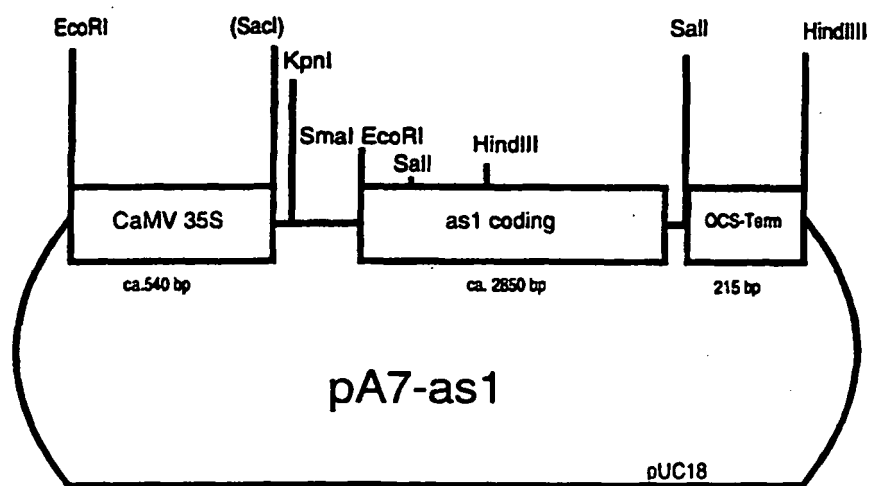 EcoRI
(SacI)
KpnI
SmaI EcoRI
SalI
HindIII
SalI
HindIIII
CaMV 35S
as1 coding
OCS-Term
ca.540 bp
ca. 2850 bp
215 bp
pA7-as1
pUC18